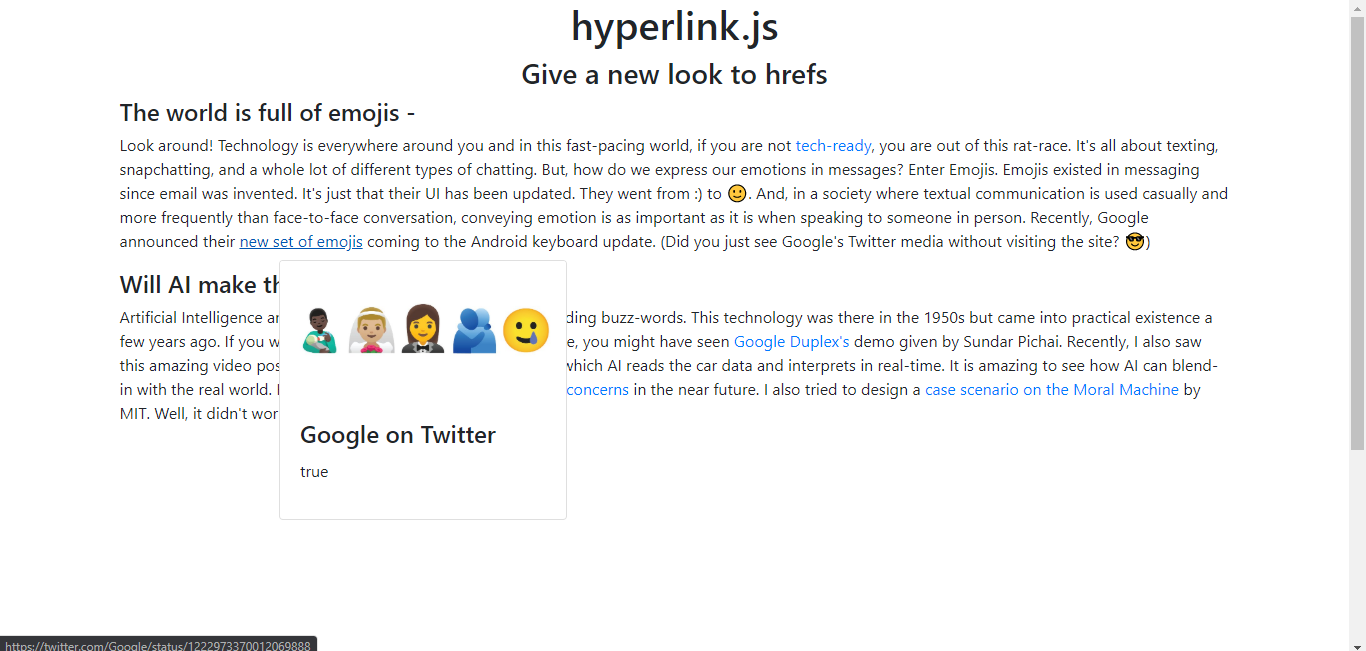 hyperlink.js
Give a new look to hrefs
The world is full of emojis -
Look around! Technology is everywhere around you and in this fast-pacing world, if you are not tech-ready, you are out of this rat-race. It's all about texting,
snapchatting, and a whole lot of different types of chatting. But, how do we express our emotions in messages? Enter Emojis. Emojis existed in messaging
since email was invented. It's just that their UI has been updated. They went from :) to 🙂. And, in a society where textual communication is used casually and
more frequently than face-to-face conversation, conveying emotion is as important as it is when speaking to someone in person. Recently, Google
announced their new set of emojis coming to the Android keyboard update. (Did you just see Google's Twitter media without visiting the site? 😎)
Will AI make th
Artificial Intelligence ar ding buzz-words. This technology was there in the 1950s but came into practical existence a
few years ago. If you w e, you might have seen Google Duplex's demo given by Sundar Pichai. Recently, I also saw
this amazing video pos which AI reads the car data and interprets in real-time. It is amazing to see how AI can blend-
in with the real world. concerns in the near future. I also tried to design a case scenario on the Moral Machine by
MIT. Well, it didn't wor
Google on Twitter
true
https://twitter.com/Google/status/1222973370012069888